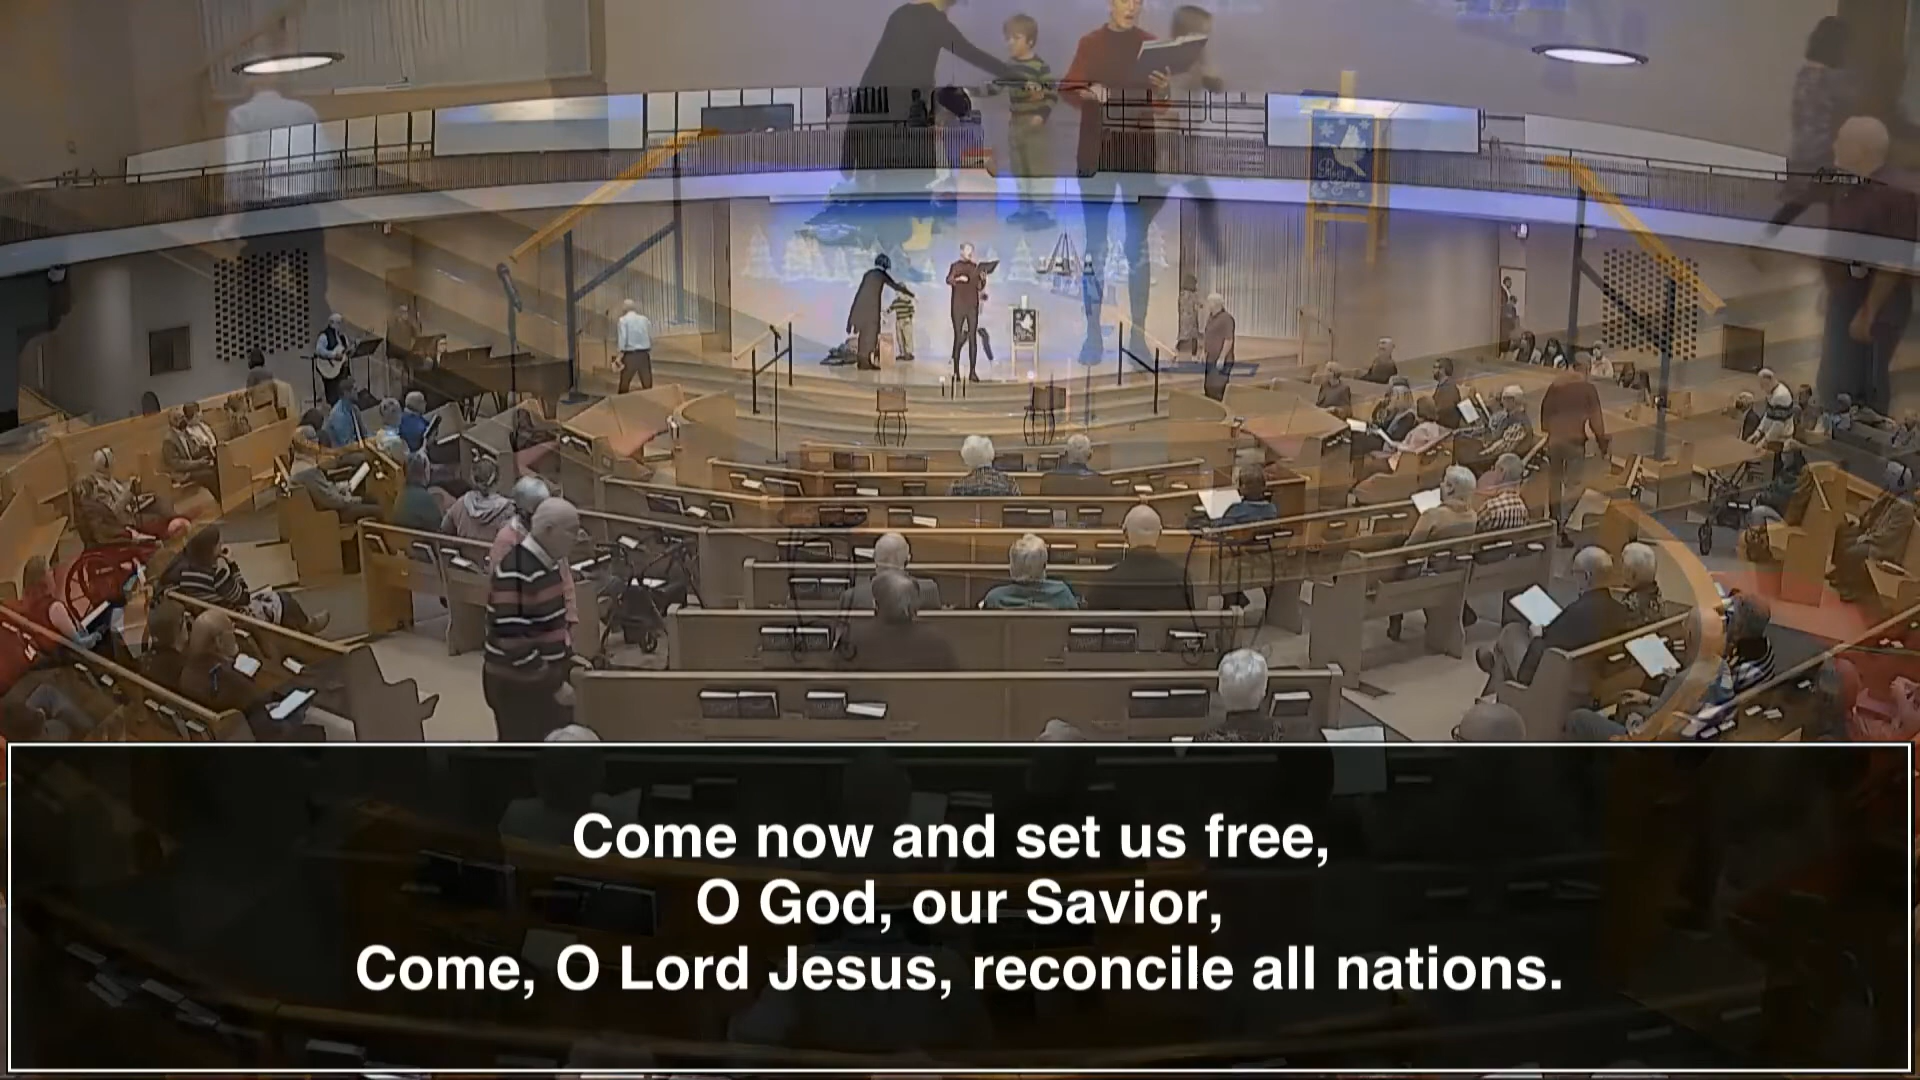 Come now and set us free,
O God, our Savior,
Come, O Lord Jesus, reconcile all nations.